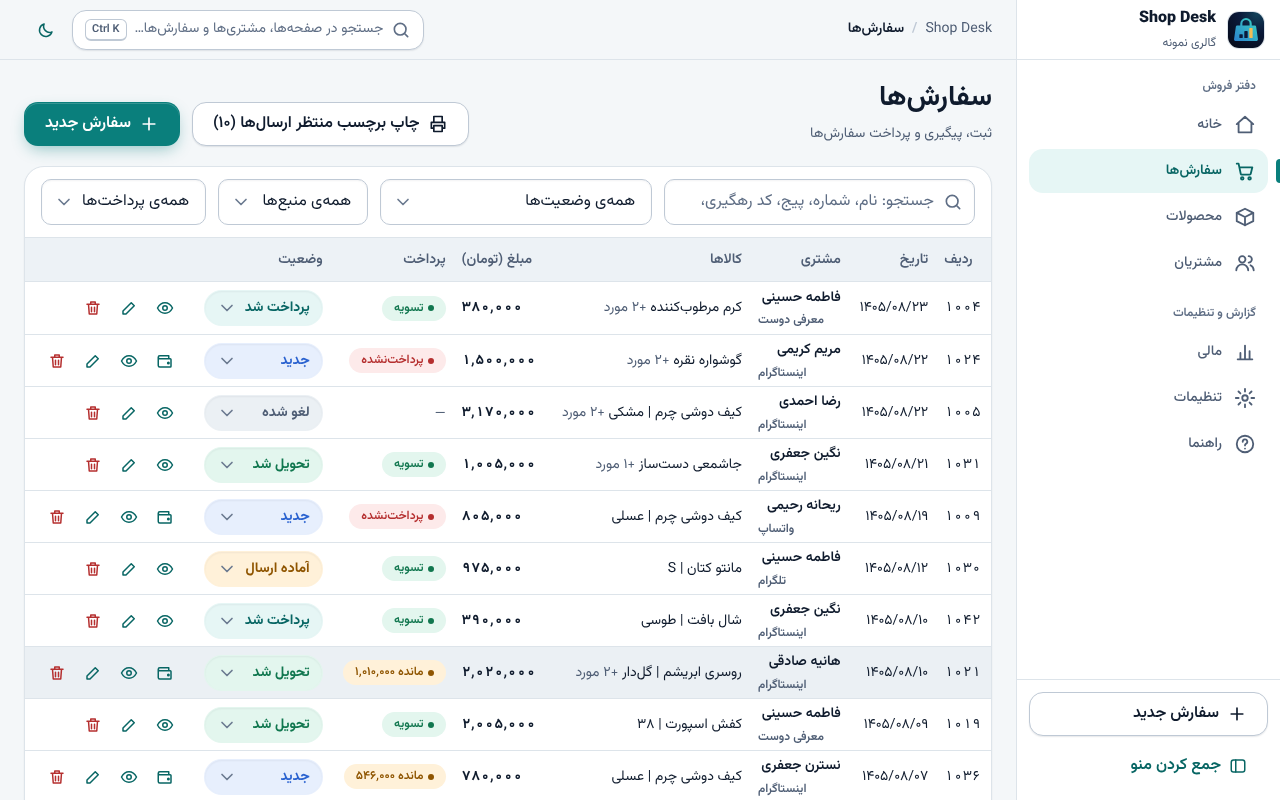 Shop Desk
گالری نمونه
دفتر فروش
خانه
سفارش‌ها
محصولات
مشتریان
گزارش و تنظیمات
مالی
تنظیمات
راهنما
سفارش جدید
جمع کردن منو
Shop Desk / سفارش‌ها
جستجو در صفحه‌ها، مشتری‌ها و سفارش‌ها... Ctrl K
سفارش‌ها
ثبت، پیگیری و پرداخت سفارش‌ها
چاپ برچسب منتظر ارسال‌ها (۱۰)
سفارش جدید
جستجو: نام، شماره، پیج، کد رهگیری، همه‌ی وضعیت‌ها همه‌ی منبع‌ها همه‌ی پرداخت‌ها
ردیف تاریخ مشتری کالاها مبلغ (تومان) پرداخت وضعیت
۱۰۰۴ ۱۴۰۵/۰۸/۲۳ فاطمه حسینی معرفی دوست کرم مرطوب‌کننده +۲ مورد ۳۸۰,۰۰۰ تسویه پرداخت شد
۱۰۲۴ ۱۴۰۵/۰۸/۲۲ مریم کریمی اینستاگرام گوشواره نقره +۲ مورد ۱,۵۰۰,۰۰۰ پرداخت‌نشده جدید
۱۰۰۵ ۱۴۰۵/۰۸/۲۲ رضا احمدی اینستاگرام کیف دوشی چرم | مشکی +۲ مورد ۳,۱۷۰,۰۰۰ — لغو شده
۱۰۳۱ ۱۴۰۵/۰۸/۲۱ نگین جعفری اینستاگرام جاشمعی دست‌ساز +۱ مورد ۱,۰۰۵,۰۰۰ تسویه تحویل شد
۱۰۰۹ ۱۴۰۵/۰۸/۱۹ ریحانه رحیمی واتساپ کیف دوشی چرم | عسلی ۸۰۵,۰۰۰ پرداخت‌نشده جدید
۱۰۳۰ ۱۴۰۵/۰۸/۱۲ فاطمه حسینی تلگرام مانتو کتان | S ۹۷۵,۰۰۰ تسویه آماده ارسال
۱۰۴۲ ۱۴۰۵/۰۸/۱۰ نگین جعفری اینستاگرام شال بافت | طوسی ۳۹۰,۰۰۰ تسویه پرداخت شد
۱۰۲۱ ۱۴۰۵/۰۸/۱۰ هانیه صادقی اینستاگرام روسری ابریشم | گل‌دار +۲ مورد ۲,۰۲۰,۰۰۰ مانده ۱,۰۱۰,۰۰۰ تحویل شد
۱۰۱۹ ۱۴۰۵/۰۸/۰۹ فاطمه حسینی معرفی دوست کفش اسپورت | ۳۸ ۲,۰۰۵,۰۰۰ تسویه تحویل شد
۱۰۳۶ ۱۴۰۵/۰۸/۰۷ نسترن جعفری اینستاگرام کیف دوشی چرم | عسلی ۷۸۰,۰۰۰ مانده ۵۴۶,۰۰۰ جدید